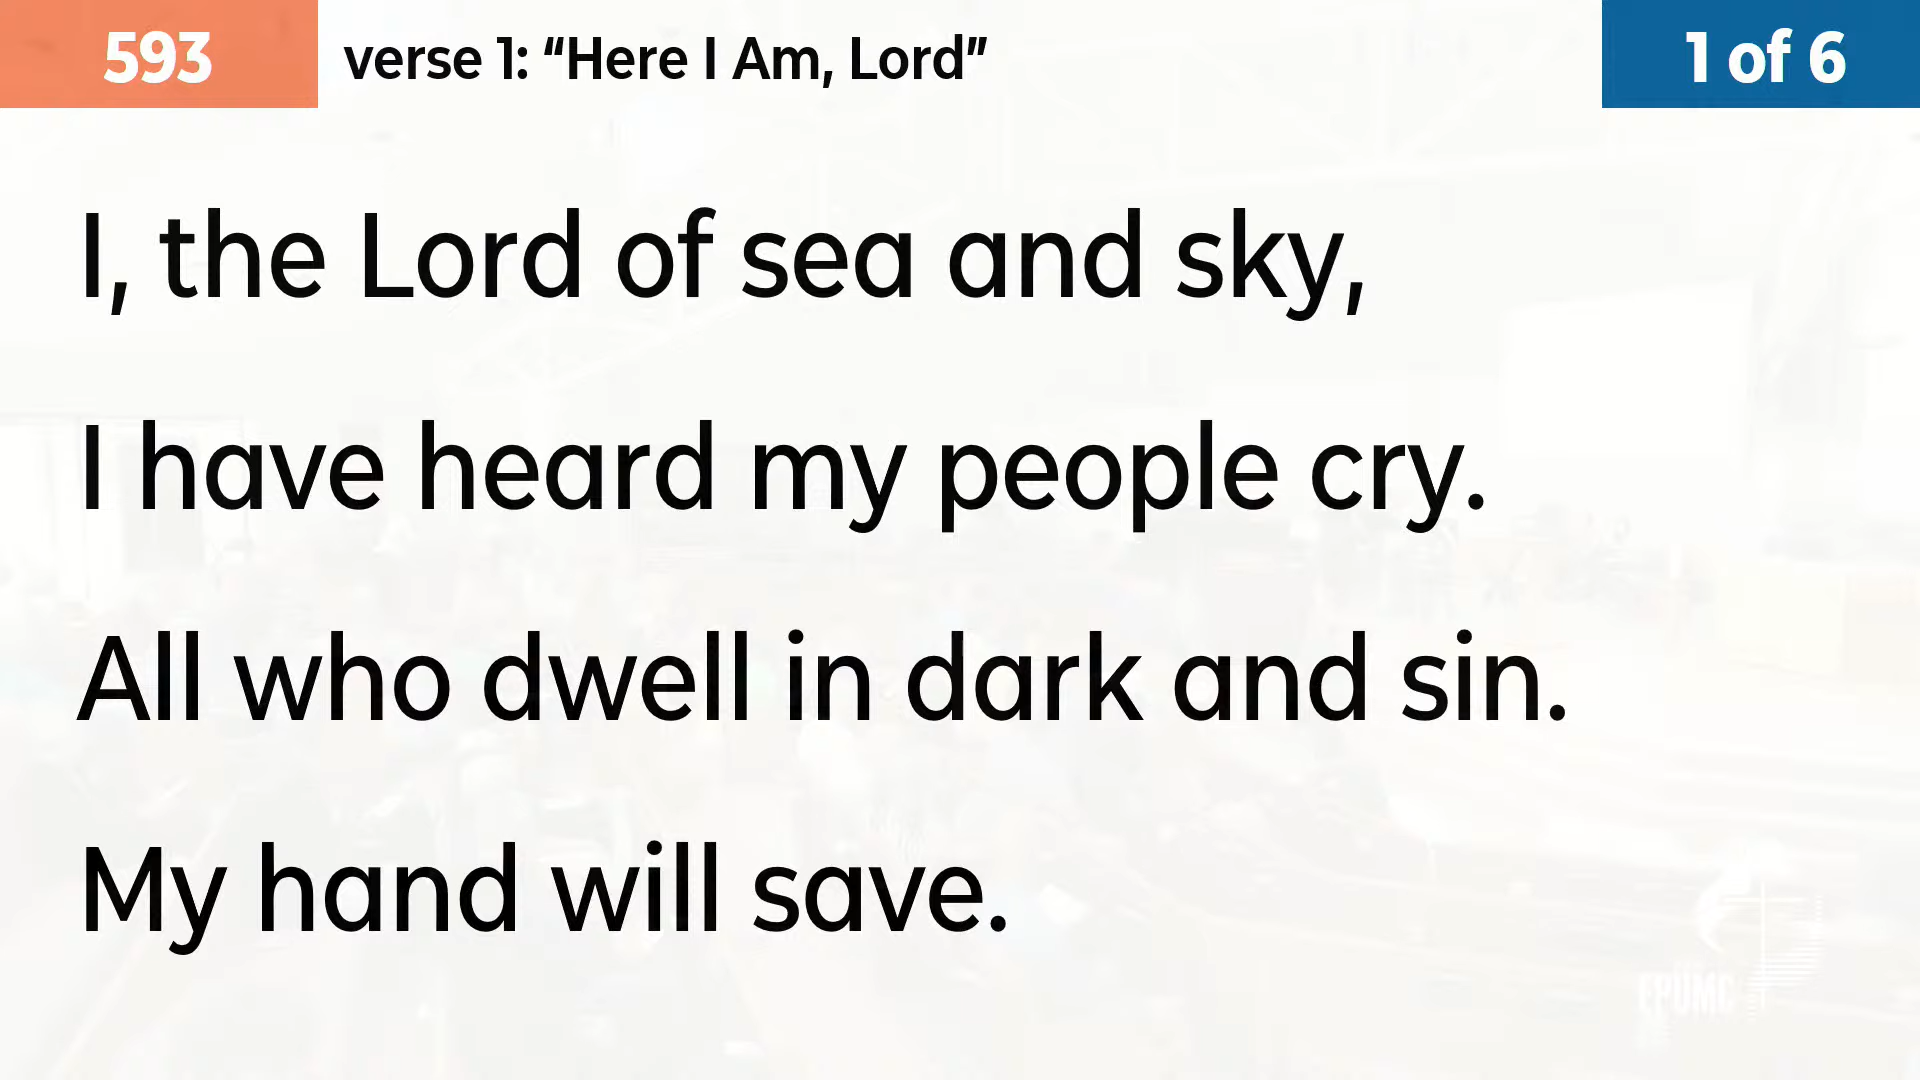 593
verse 1: “Here I Am, Lord”
1 of 6
I, the Lord of sea and sky,
I have heard my people cry.
All who dwell in dark and sin.
My hand will save.
EPUMC